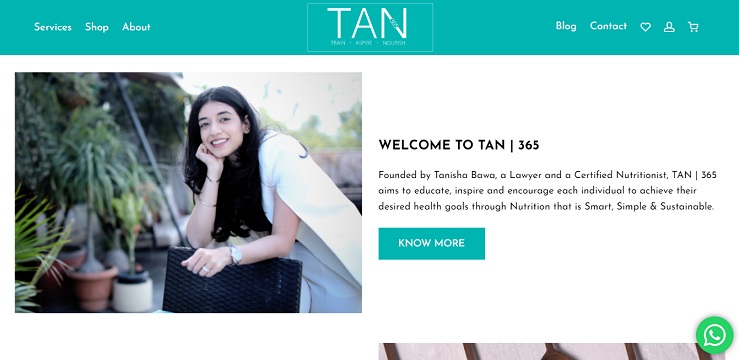 Services Shop About
TAN
TRAIN • ASPIRE • NOURISH
Blog Contact
WELCOME TO TAN | 365
Founded by Tanisha Bawa, a Lawyer and a Certified Nutritionist, TAN | 365
aims to educate, inspire and encourage each individual to achieve their
desired health goals through Nutrition that is Smart, Simple & Sustainable.
KNOW MORE